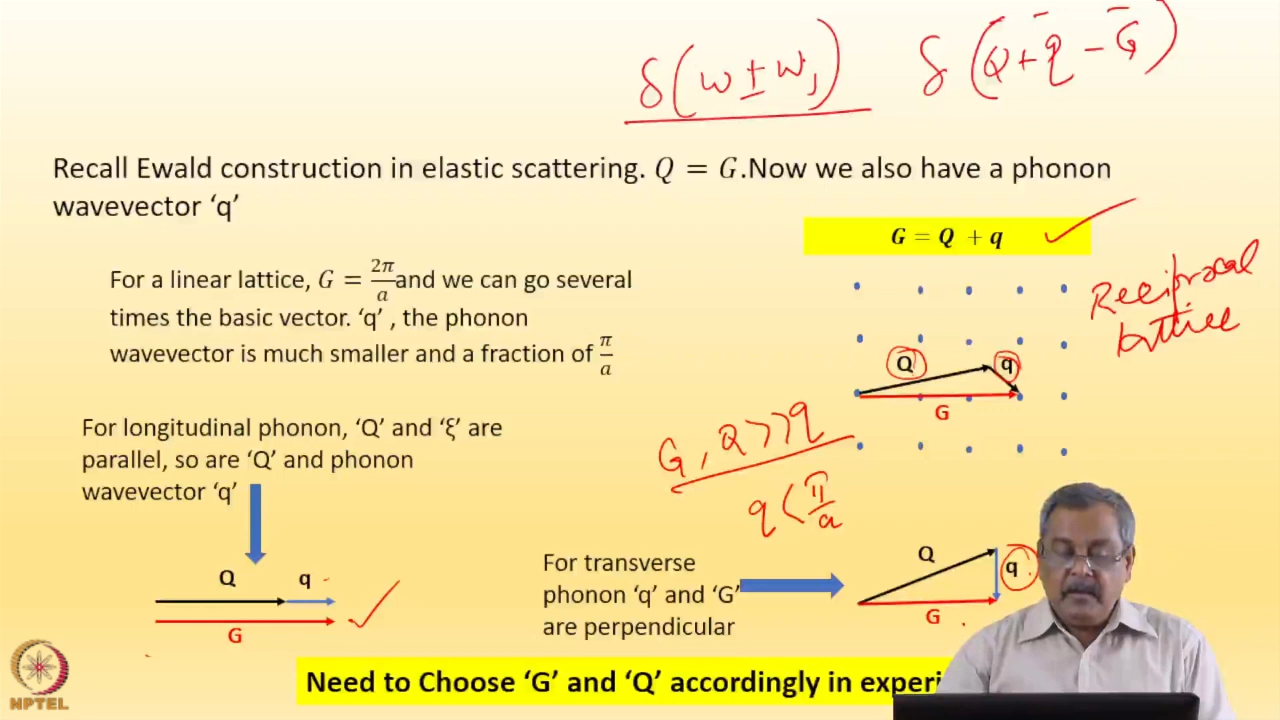 δ(ω ± ω₁) δ(Q + q̄ − Ḡ)
Recall Ewald construction in elastic scattering. Q = G.Now we also have a phonon
wavevector ‘q’
G = Q + q
For a linear lattice, G = 2π/a and we can go several
times the basic vector. ‘q’ , the phonon
wavevector is much smaller and a fraction of π/a
Reciprocal
lattice
Q q
G
For longitudinal phonon, ‘Q’ and ‘ξ’ are
parallel, so are ‘Q’ and phonon
wavevector ‘q’
G, Q >> q
q < π/a
Q q
G
For transverse
phonon ‘q’ and ‘G’
are perpendicular
Q q
G
Need to Choose ‘G’ and ‘Q’ accordingly in experi
NPTEL